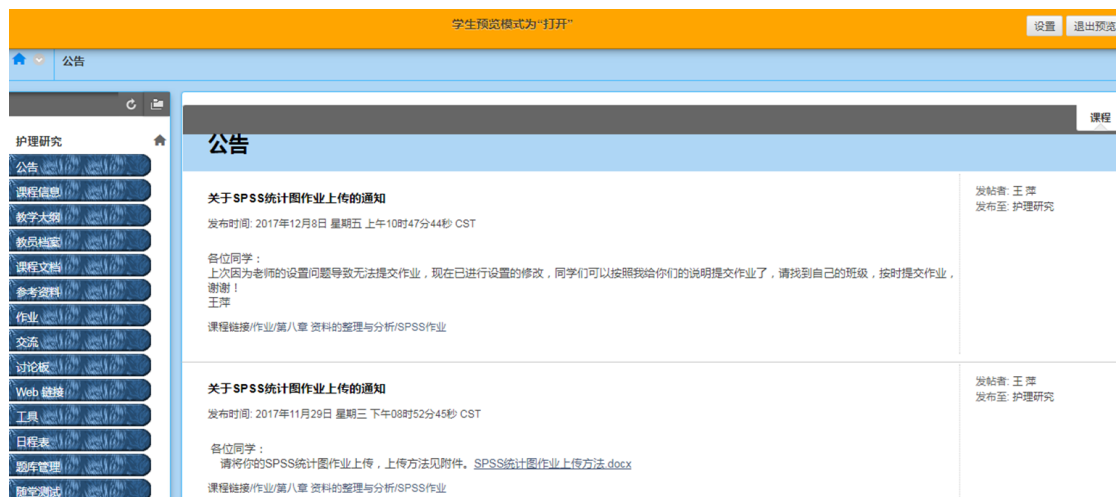 学生预览模式为“打开”
设置
退出预览
公告
课程
护理研究
公告
课程信息
教学大纲
教员档案
课程文档
参考资料
作业
交流
讨论板
Web 链接
工具
日程表
题库管理
随堂测试
公告
关于SPSS统计图作业上传的通知
发布时间: 2017年12月8日 星期五 上午10时47分44秒 CST
各位同学：
上次因为老师的设置问题导致无法提交作业，现在已进行设置的修改，同学们可以按照我给你们的说明提交作业了，请找到自己的班级，按时提交作业，
谢谢！
王萍
课程链接/作业/第八章 资料的整理与分析/SPSS作业
发帖者: 王 萍
发布至: 护理研究
关于SPSS统计图作业上传的通知
发布时间: 2017年11月29日 星期三 下午08时52分45秒 CST
各位同学：
请将你的SPSS统计图作业上传，上传方法见附件。SPSS统计图作业上传方法.docx
课程链接/作业/第八章 资料的整理与分析/SPSS作业
发帖者: 王 萍
发布至: 护理研究